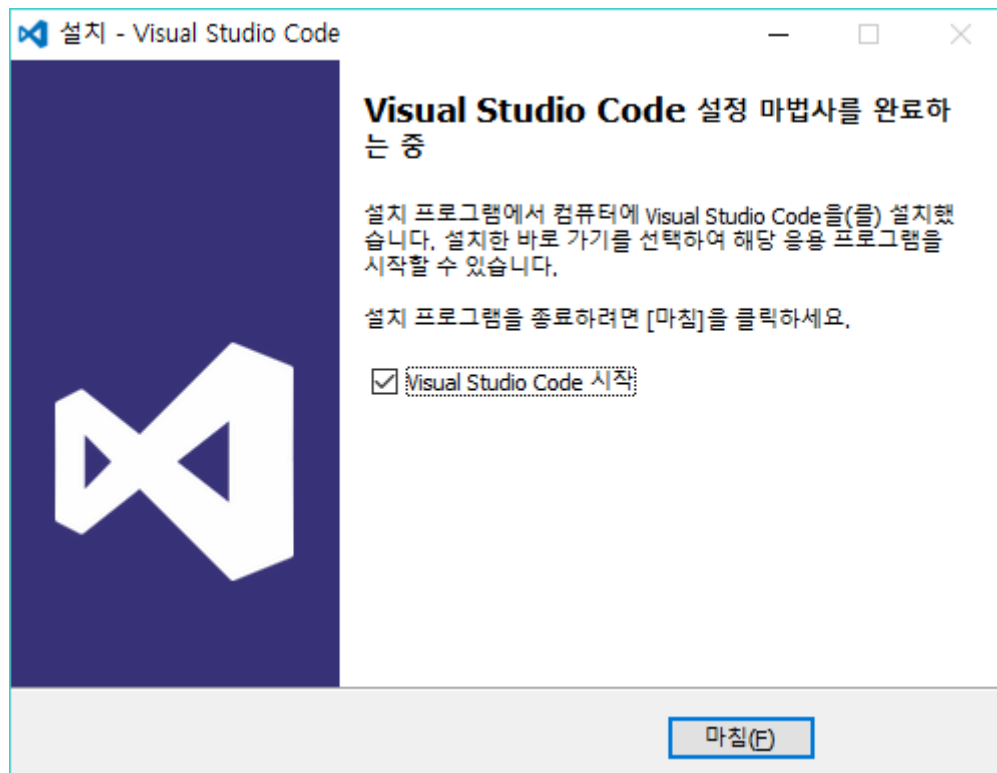 설치 - Visual Studio Code
Visual Studio Code 설정 마법사를 완료하
는 중
설치 프로그램에서 컴퓨터에 Visual Studio Code을(를) 설치했
습니다. 설치한 바로 가기를 선택하여 해당 응용 프로그램을
시작할 수 있습니다.
설치 프로그램을 종료하려면 [마침]을 클릭하세요.
Visual Studio Code 시작
마침(F)